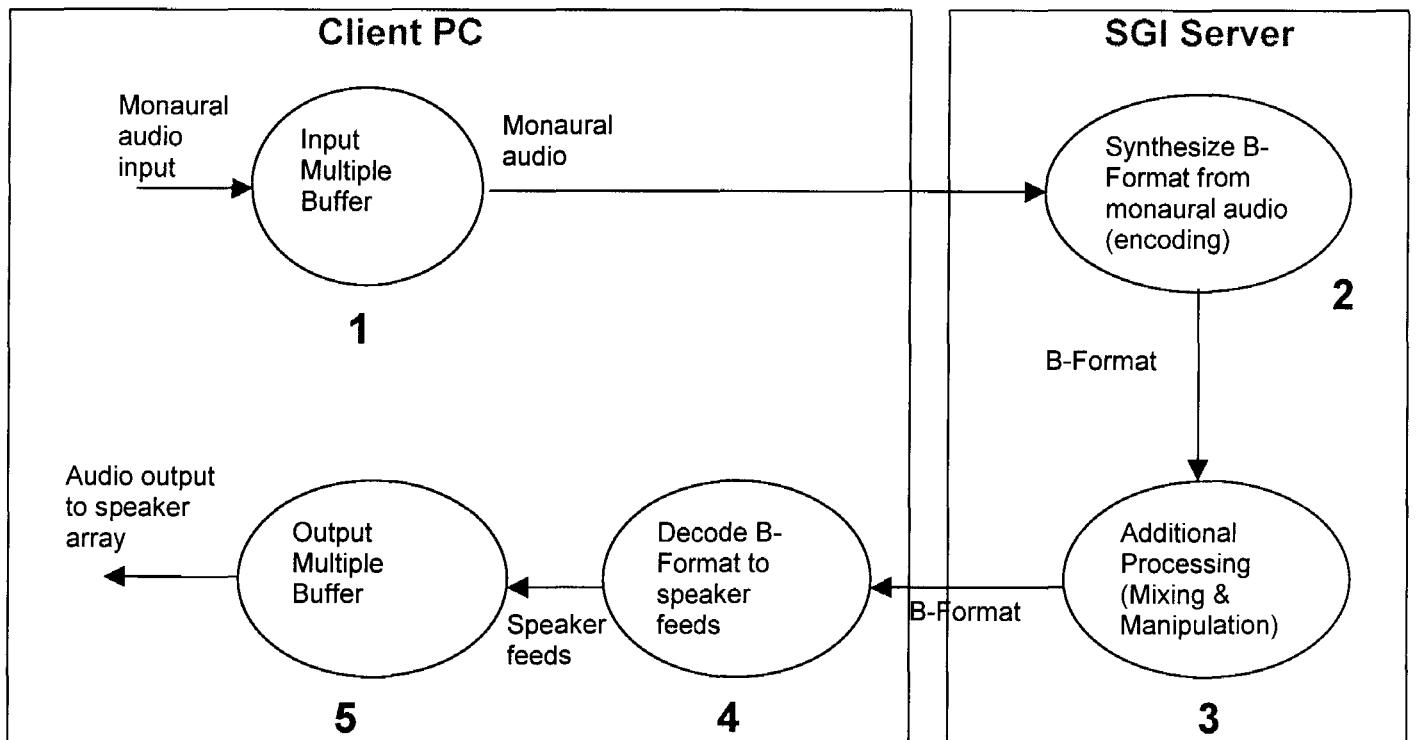 Client PC
SGI Server
Monaural
audio
input
Input
Multiple
Buffer
1
Monaural
audio
Synthesize B-
Format from
monaural audio
(encoding)
2
B-Format
Additional
Processing
(Mixing &
Manipulation)
3
B-Format
Decode B-
Format to
speaker
feeds
4
Speaker
feeds
Output
Multiple
Buffer
5
Audio output
to speaker
array